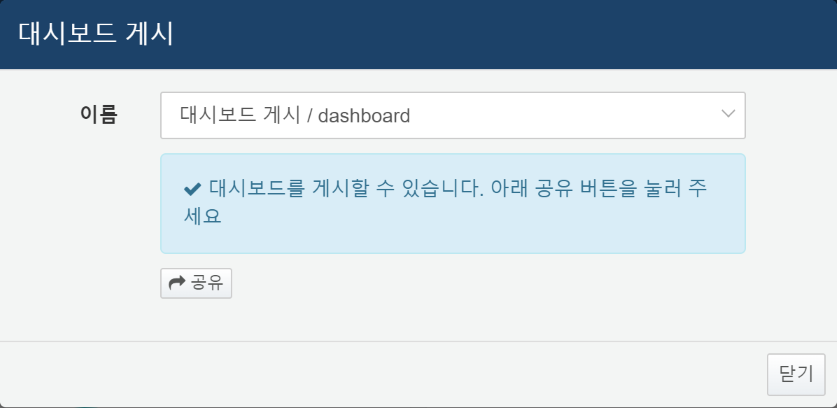 대시보드 게시
이름 대시보드 게시 / dashboard
대시보드를 게시할 수 있습니다. 아래 공유 버튼을 눌러 주
세요
공유
닫기